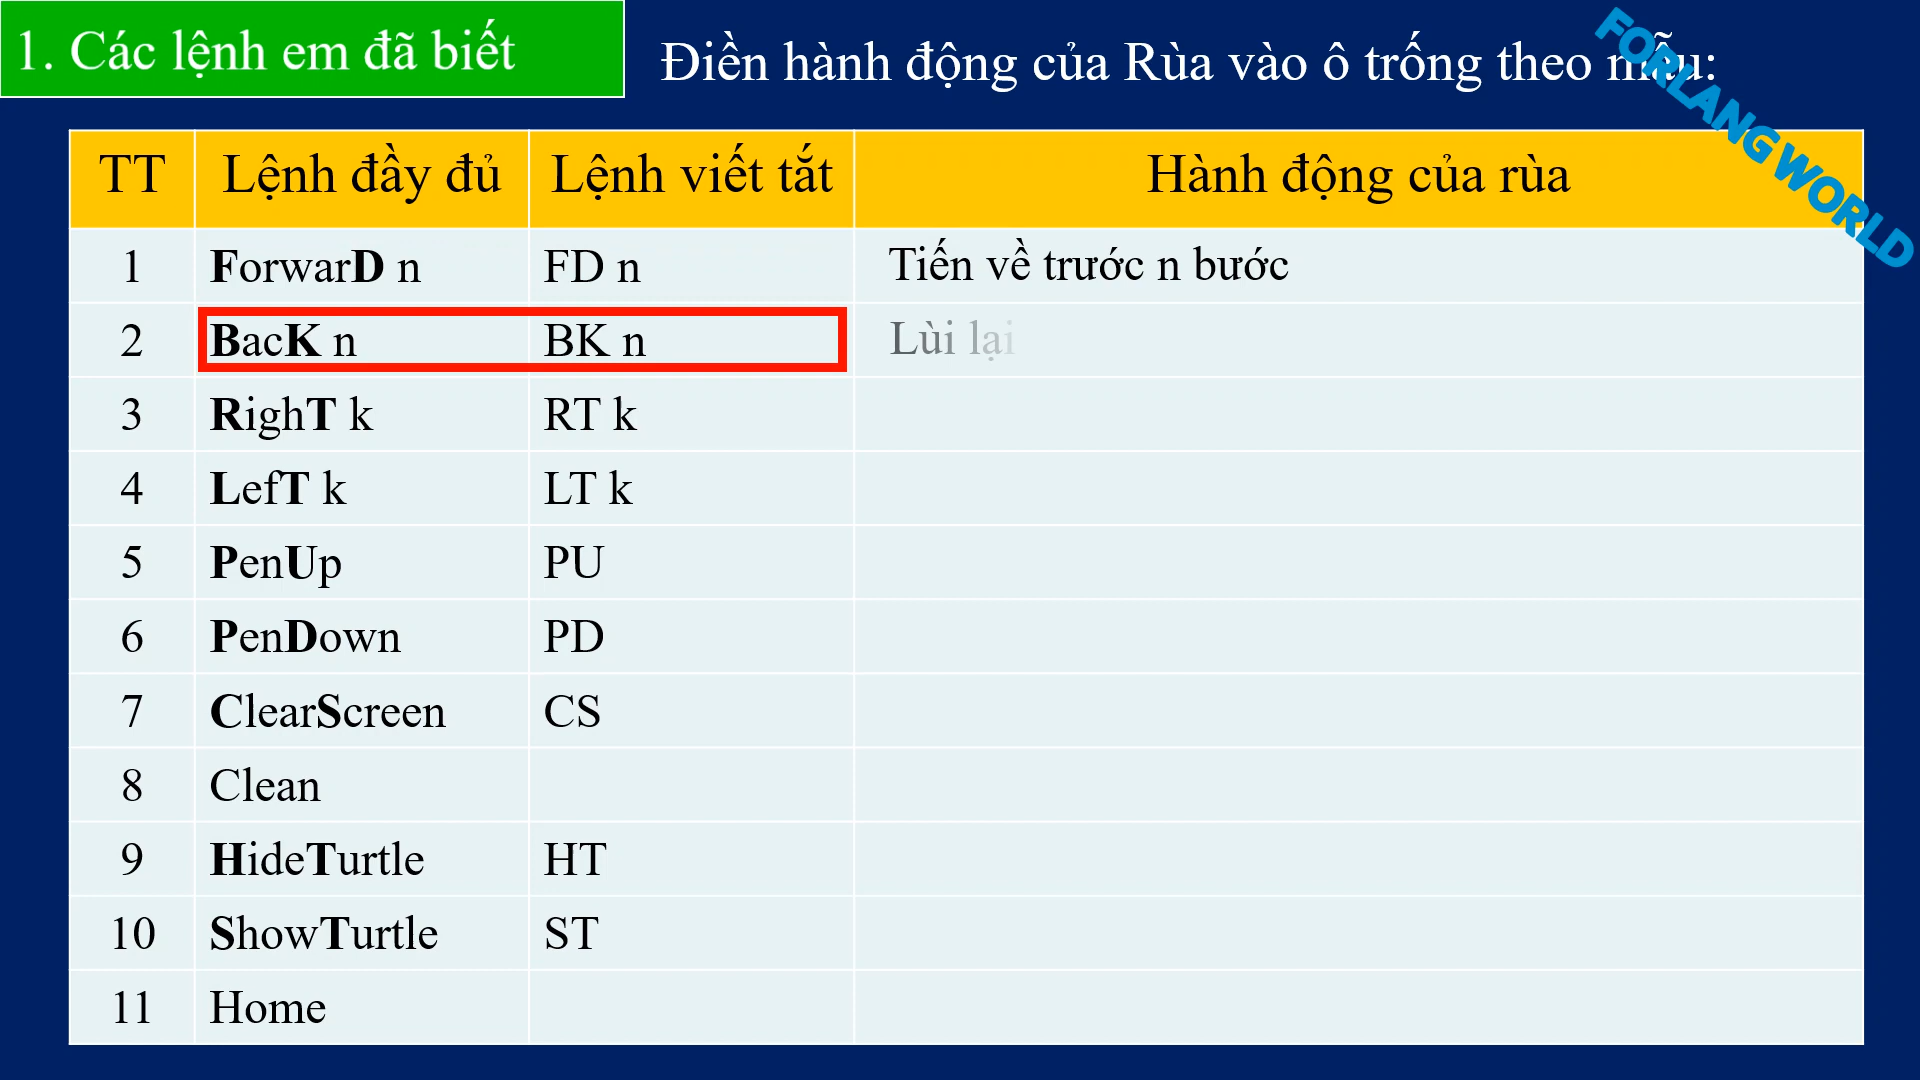 1. Các lệnh em đã biết
Điền hành động của Rùa vào ô trống theo mẫu:
FORLANGWORLD
TT Lệnh đầy đủ Lệnh viết tắt Hành động của rùa
1 ForwarD n FD n Tiến về trước n bước
2 BacK n BK n Lùi lại
3 RighT k RT k
4 LefT k LT k
5 PenUp PU
6 PenDown PD
7 ClearScreen CS
8 Clean
9 HideTurtle HT
10 ShowTurtle ST
11 Home